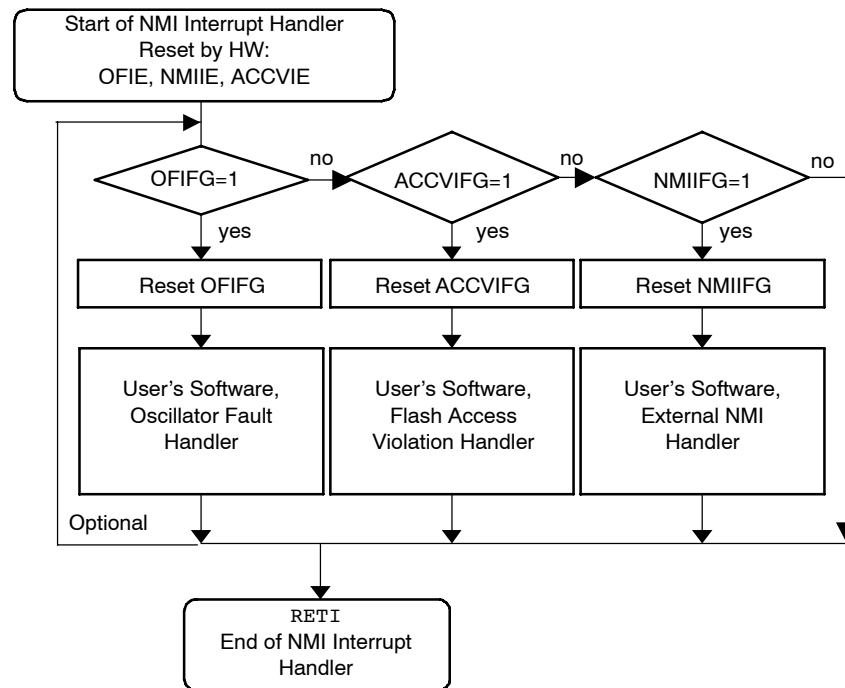 Start of NMI Interrupt Handler
Reset by HW:
OFIE, NMIIE, ACCVIE
OFIFG=1
no
ACCVIFG=1
no
NMIIFG=1
no
yes
yes
yes
Reset OFIFG
Reset ACCVIFG
Reset NMIIFG
User's Software,
Oscillator Fault
Handler
User's Software,
Flash Access
Violation Handler
User's Software,
External NMI
Handler
Optional
RETI
End of NMI Interrupt
Handler